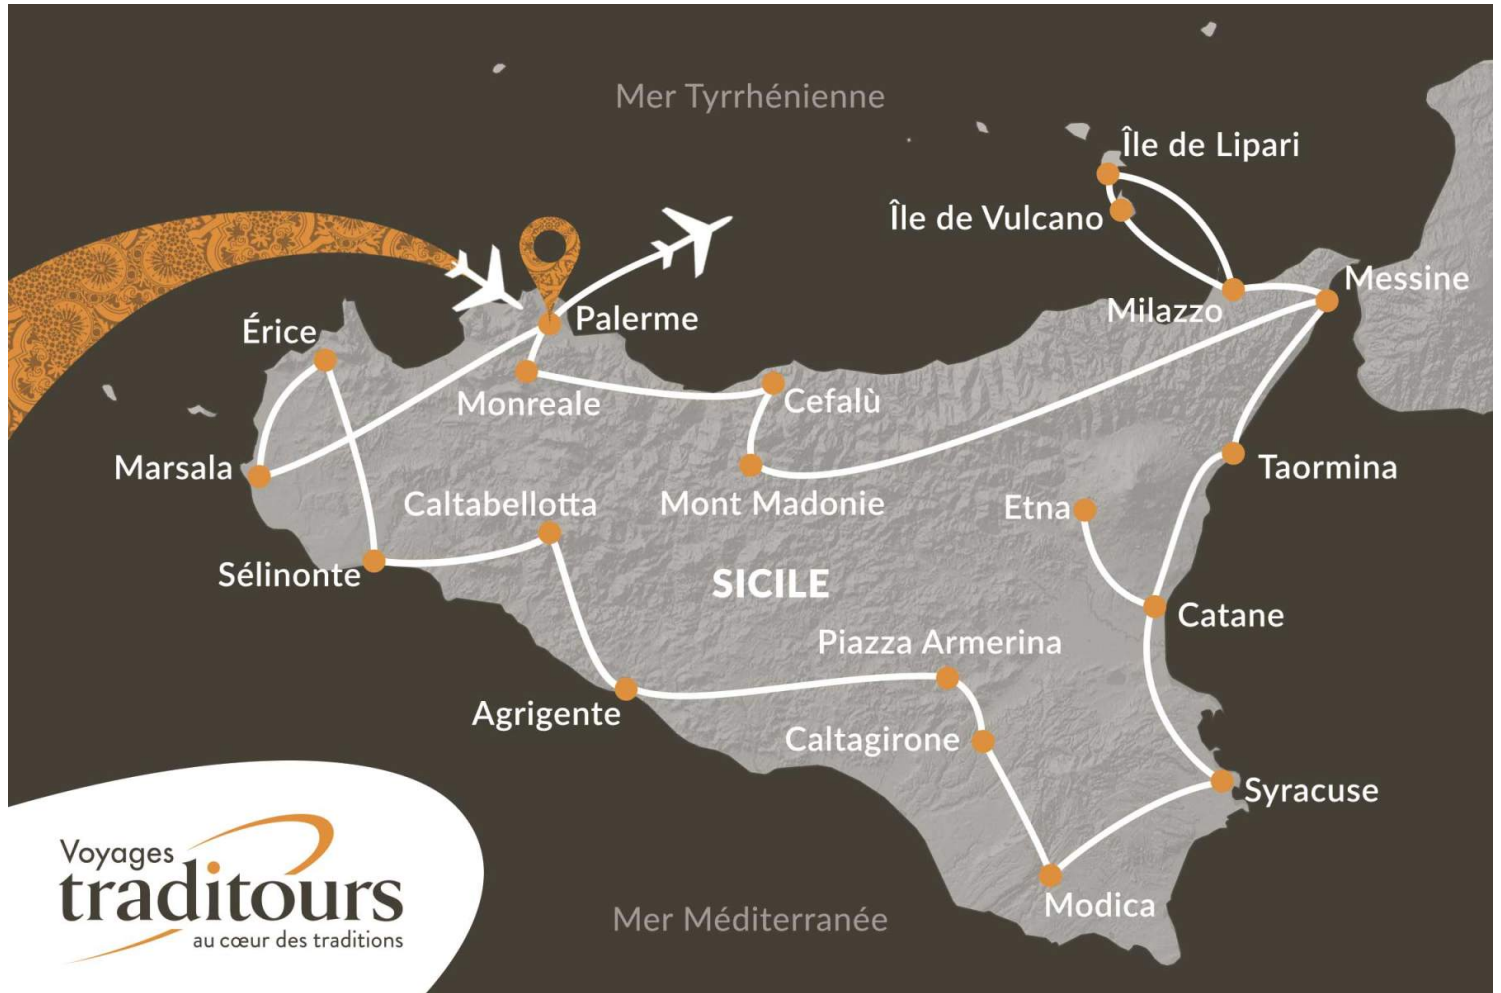 Mer Tyrrhénienne
Île de Lipari
Île de Vulcano
Messine
Milazzo
Palerme
Érice
Monreale
Cefalù
Marsala
Taormina
Caltabellotta
Mont Madonie
Etna
Sélinonte
SICILE
Catane
Piazza Armerina
Agrigente
Caltagirone
Syracuse
Modica
Mer Méditerranée
Voyages
traditours
au cœur des traditions